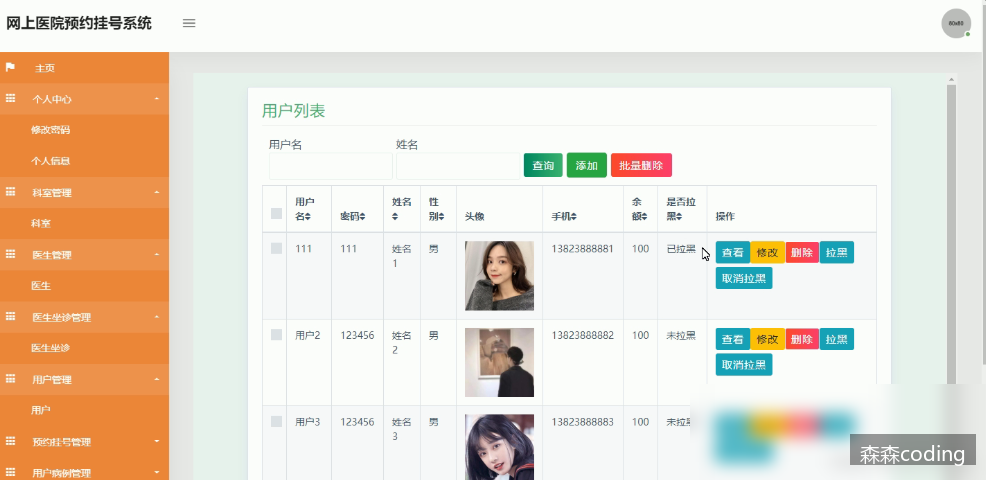 网上医院预约挂号系统
80x80
主页
个人中心
修改密码
个人信息
科室管理
科室
医生管理
医生
医生坐诊管理
医生坐诊
用户管理
用户
预约挂号管理
用户病例管理
用户列表
用户名 姓名
查询 添加 批量删除
用户名 密码 姓名 性别 头像 手机 余额 是否拉黑 操作
111 111 姓名1 男 13823888881 100 已拉黑 查看 修改 删除 拉黑
取消拉黑
用户2 123456 姓名2 男 13823888882 100 未拉黑 查看 修改 删除 拉黑
取消拉黑
用户3 123456 姓名3 男 13823888883 100 未拉
森森coding